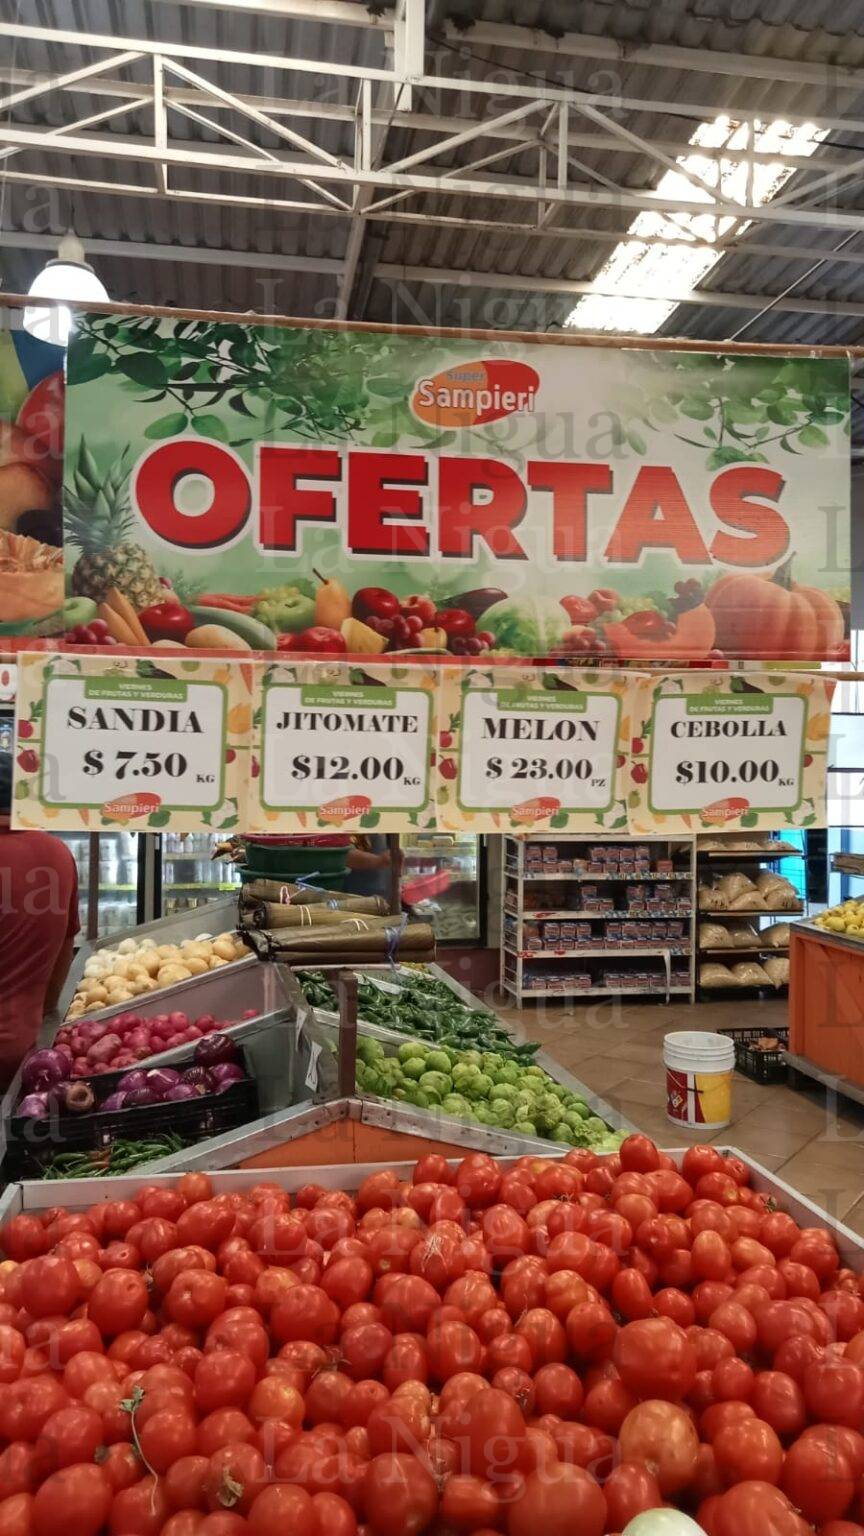 Super
Sampieri
OFERTAS
VIERNES
DE FRUTAS Y VERDURAS
SANDIA
$ 7.50 KG
Sampieri
VIERNES
DE FRUTAS Y VERDURAS
JITOMATE
$12.00 KG
Sampieri
VIERNES
DE FRUTAS Y VERDURAS
MELON
$ 23.00 PZ
Sampieri
VIERNES
DE FRUTAS Y VERDURAS
CEBOLLA
$10.00 KG
Sampieri
La Nigua